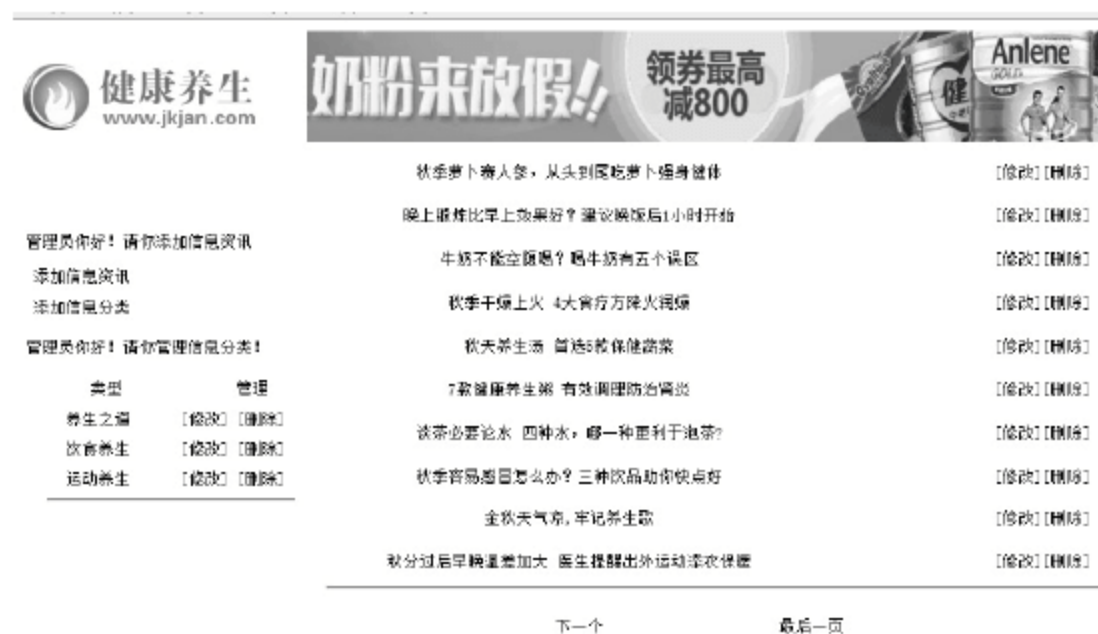 健康养生
www.jkjan.com
奶粉来放假!!
领券最高
减800
Anlene
GOLD
健
管理员你好！请你添加信息资讯
添加信息资讯
添加信息分类
管理员你好！请你管理信息分类！
类型 管理
养生之道 [修改] [删除]
饮食养生 [修改] [删除]
运动养生 [修改] [删除]
秋季萝卜赛人参，从头到尾吃萝卜强身健体 [修改] [删除]
晚上锻炼比早上效果好？建议晚饭后1小时开始 [修改] [删除]
牛奶不能空腹喝？喝牛奶有五个误区 [修改] [删除]
秋季干燥上火 4大食疗方降火润燥 [修改] [删除]
秋天养生汤 首选6款保健蔬菜 [修改] [删除]
7款健康养生粥 有效调理防治肾炎 [修改] [删除]
谈茶必要论水 四种水，哪一种更利于泡茶? [修改] [删除]
秋季容易感冒怎么办？三种饮品助你快点好 [修改] [删除]
金秋天气凉,牢记养生歌 [修改] [删除]
秋分过后早晚温差加大 医生提醒出外运动添衣保暖 [修改] [删除]
下一个 最后一页